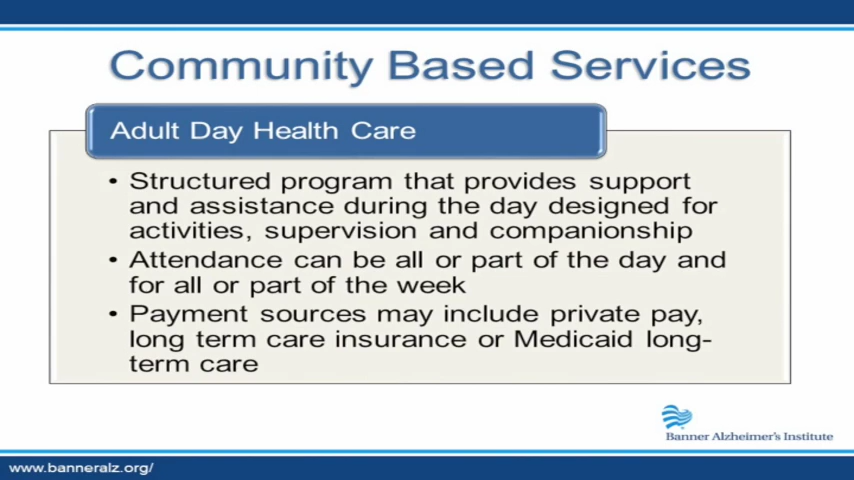 Community Based Services
Adult Day Health Care
• Structured program that provides support
and assistance during the day designed for
activities, supervision and companionship
• Attendance can be all or part of the day and
for all or part of the week
• Payment sources may include private pay,
long term care insurance or Medicaid long-
term care
Banner Alzheimer's Institute
www.banneralz.org/